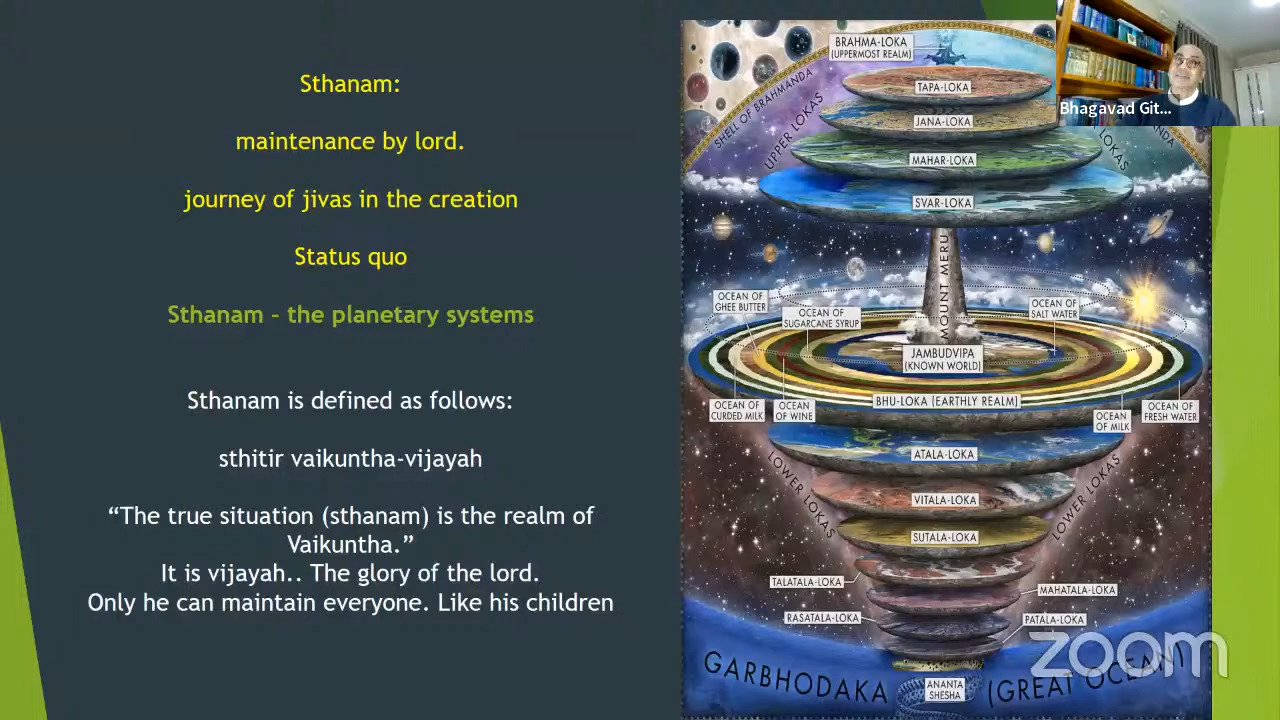 Sthanam:
maintenance by lord.
journey of jivas in the creation
Status quo
Sthanam – the planetary systems
Sthanam is defined as follows:
sthitir vaikuntha-vijayah
“The true situation (sthanam) is the realm of
Vaikuntha.”
It is vijayah.. The glory of the lord.
Only he can maintain everyone. Like his children
BRAHMA-LOKA
(UPPERMOST REALM)
TAPA-LOKA
JANA-LOKA
MAHAR-LOKA
SVAR-LOKA
SHELL OF BRAHMANDA
UPPER LOKAS
LOKAS
MOUNT MERU
OCEAN OF
GHEE BUTTER
OCEAN OF
SUGARCANE SYRUP
OCEAN OF
SALT WATER
JAMBUDVIPA
(KNOWN WORLD)
BHU-LOKA (EARTHLY REALM)
OCEAN OF
CURDED MILK
OCEAN OF
WINE
OCEAN
OF MILK
OCEAN OF
FRESH WATER
ATALA-LOKA
VITALA-LOKA
SUTALA-LOKA
LOWER LOKAS
LOWER LOKAS
TALATALA-LOKA
MAHATALA-LOKA
RASATALA-LOKA
PATALA-LOKA
GARBHODAKA
(GREAT OCEAN)
ANANTA
SHESHA
Bhagavad Git...
zoom